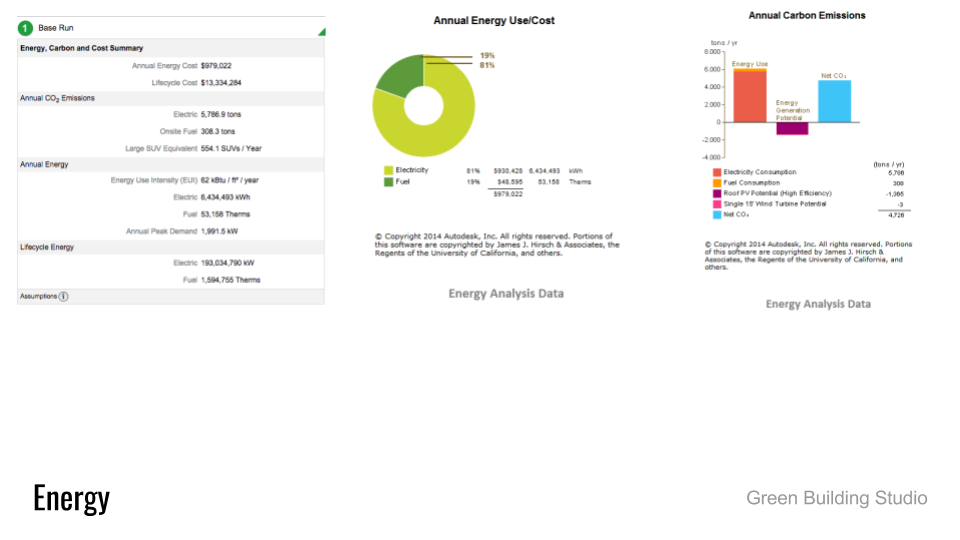 1 Base Run
Energy, Carbon and Cost Summary
Annual Energy Cost $979,022
Lifecycle Cost $13,334,284
Annual CO2 Emissions
Electric 5,786.9 tons
Onsite Fuel 308.3 tons
Large SUV Equivalent 554.1 SUVs / Year
Annual Energy
Energy Use Intensity (EUI) 62 kBtu / ft² / year
Electric 6,434,493 kWh
Fuel 53,158 Therms
Annual Peak Demand 1,991.5 kW
Lifecycle Energy
Electric 193,034,790 kW
Fuel 1,594,755 Therms
Assumptions i
Annual Energy Use/Cost
19%
81%
Electricity 81% $930,428 6,434,493 kWh
Fuel 19% $48,595 53,158 Therms
$979,022
© Copyright 2014 Autodesk, Inc. All rights reserved. Portions of
this software are copyrighted by James J. Hirsch & Associates, the
Regents of the University of California, and others.
Energy Analysis Data
Annual Carbon Emissions
tons / yr
8,000
6,000
4,000
2,000
0
-2,000
-4,000
Energy Use
Energy
Generation
Potential
Net CO₂
(tons / yr)
Electricity Consumption
Fuel Consumption
Roof PV Potential (High Efficiency)
Single 15' Wind Turbine Potential -3
Net CO₂ 4,726
© Copyright 2014 Autodesk, Inc. All rights reserved. Portions
of this software are copyrighted by James J. Hirsch &
Associates, the Regents of the University of California, and
others.
Energy Analysis Data
Energy
Green Building Studio